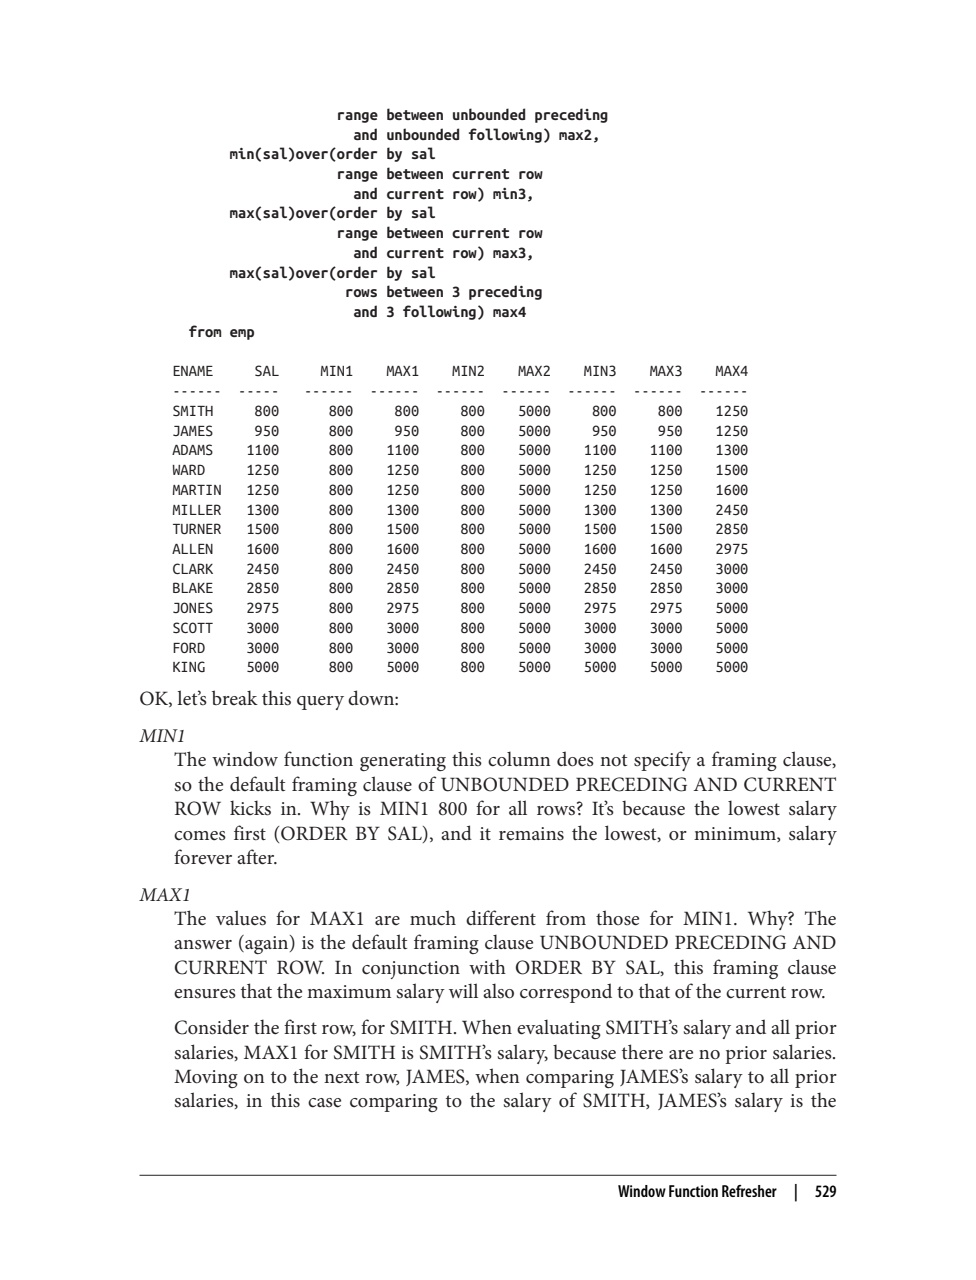 range between unbounded preceding
and unbounded following) max2,
min(sal)over(order by sal
range between current row
and current row) min3,
max(sal)over(order by sal
range between current row
and current row) max3,
max(sal)over(order by sal
rows between 3 preceding
and 3 following) max4
from emp
ENAME SAL MIN1 MAX1 MIN2 MAX2 MIN3 MAX3 MAX4
------ ----- ------ ------ ------ ------ ------ ------ ------
SMITH 800 800 800 800 5000 800 800 1250
JAMES 950 800 950 800 5000 950 950 1250
ADAMS 1100 800 1100 800 5000 1100 1100 1300
WARD 1250 800 1250 800 5000 1250 1250 1500
MARTIN 1250 800 1250 800 5000 1250 1250 1600
MILLER 1300 800 1300 800 5000 1300 1300 2450
TURNER 1500 800 1500 800 5000 1500 1500 2850
ALLEN 1600 800 1600 800 5000 1600 1600 2975
CLARK 2450 800 2450 800 5000 2450 2450 3000
BLAKE 2850 800 2850 800 5000 2850 2850 3000
JONES 2975 800 2975 800 5000 2975 2975 5000
SCOTT 3000 800 3000 800 5000 3000 3000 5000
FORD 3000 800 3000 800 5000 3000 3000 5000
KING 5000 800 5000 800 5000 5000 5000 5000
OK, let’s break this query down:
MIN1
The window function generating this column does not specify a framing clause,
so the default framing clause of UNBOUNDED PRECEDING AND CURRENT
ROW kicks in. Why is MIN1 800 for all rows? It’s because the lowest salary
comes first (ORDER BY SAL), and it remains the lowest, or minimum, salary
forever after.
MAX1
The values for MAX1 are much different from those for MIN1. Why? The
answer (again) is the default framing clause UNBOUNDED PRECEDING AND
CURRENT ROW. In conjunction with ORDER BY SAL, this framing clause
ensures that the maximum salary will also correspond to that of the current row.
Consider the first row, for SMITH. When evaluating SMITH’s salary and all prior
salaries, MAX1 for SMITH is SMITH’s salary, because there are no prior salaries.
Moving on to the next row, JAMES, when comparing JAMES’s salary to all prior
salaries, in this case comparing to the salary of SMITH, JAMES’s salary is the
Window Function Refresher | 529